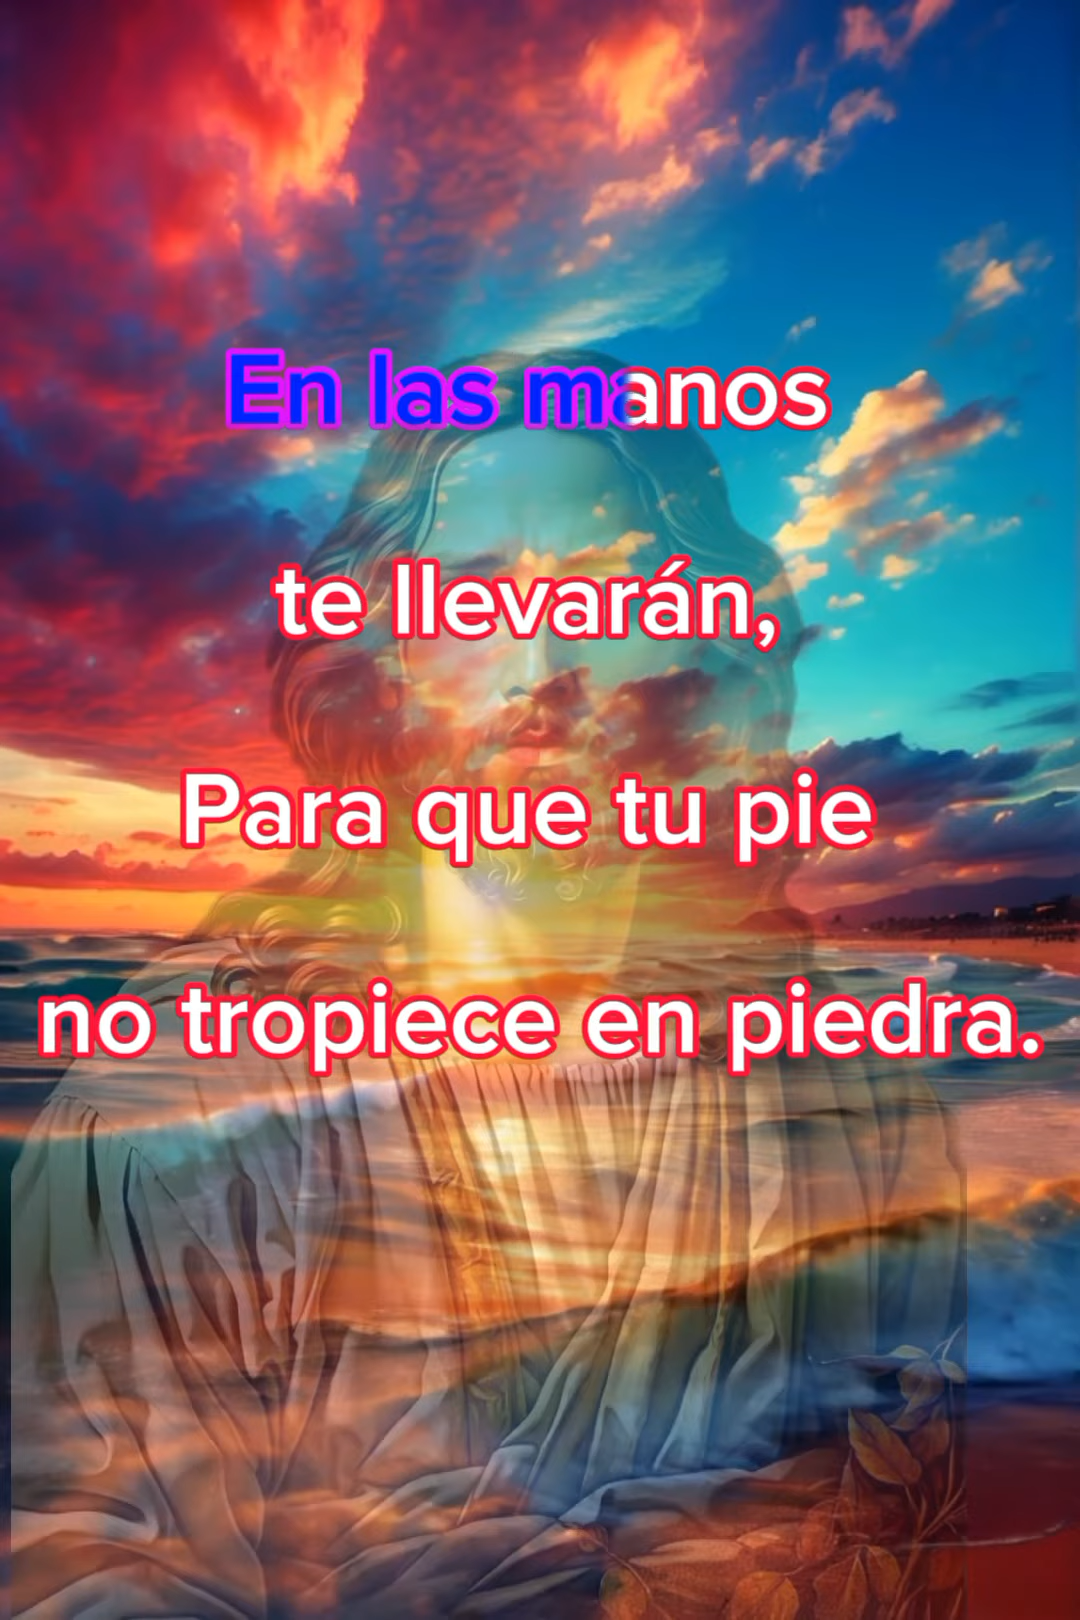 En las manos
te llevarán,
Para que tu pie
no tropiece en piedra.